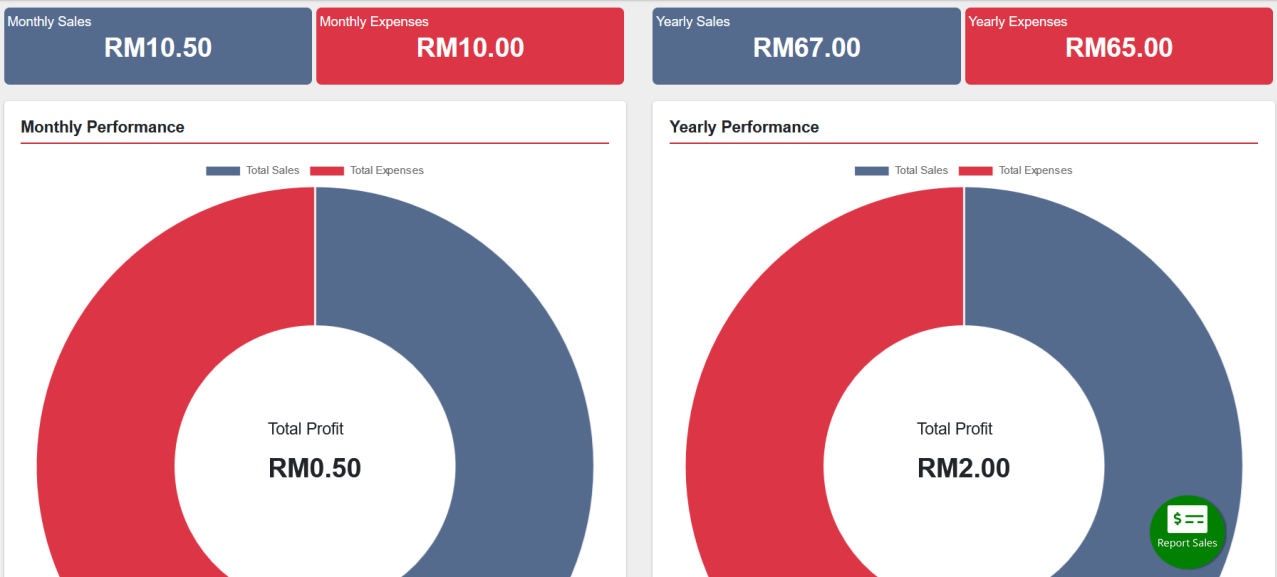 Monthly Sales
RM10.50
Monthly Expenses
RM10.00
Yearly Sales
RM67.00
Yearly Expenses
RM65.00
Monthly Performance
Total Sales
Total Expenses
Total Profit
RM0.50
Yearly Performance
Total Sales
Total Expenses
Total Profit
RM2.00
$
Report Sales